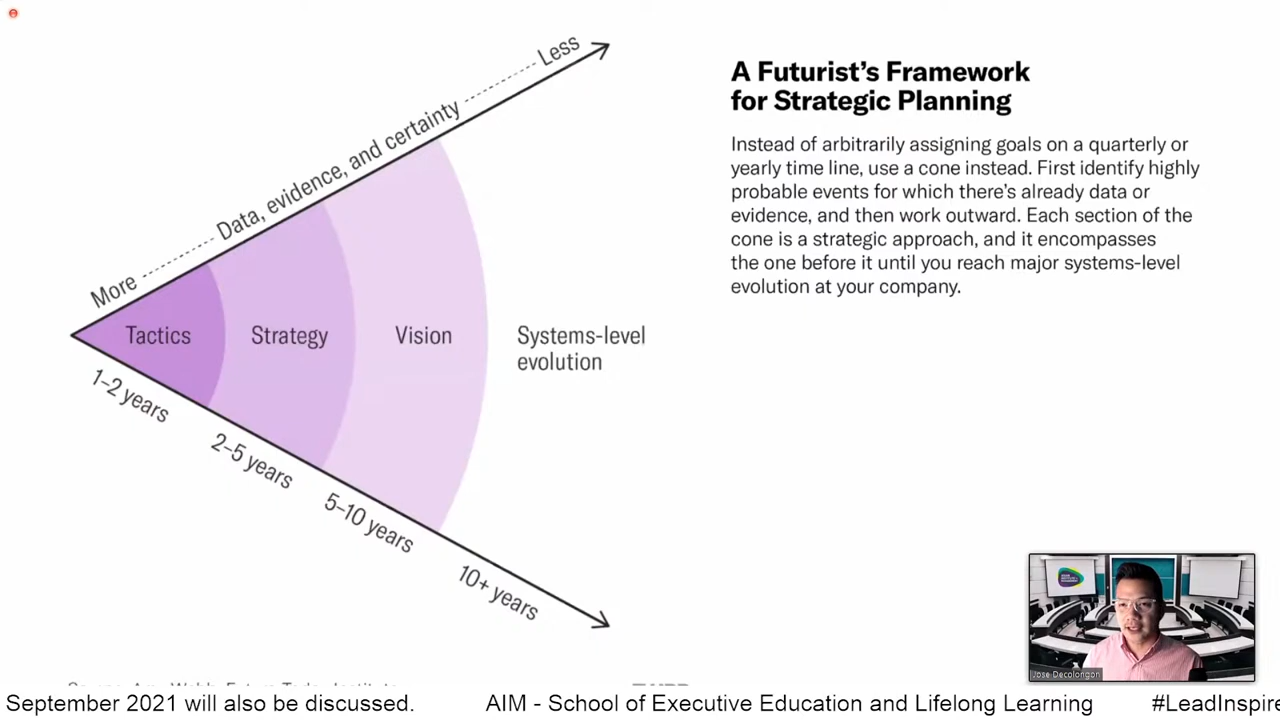 Less
Data, evidence, and certainty
More
Tactics
Strategy
Vision
Systems-level
evolution
1–2 years
2–5 years
5–10 years
10+ years
A Futurist's Framework
for Strategic Planning
Instead of arbitrarily assigning goals on a quarterly or
yearly time line, use a cone instead. First identify highly
probable events for which there's already data or
evidence, and then work outward. Each section of the
cone is a strategic approach, and it encompasses
the one before it until you reach major systems-level
evolution at your company.
Jose Decolongon
September 2021 will also be discussed.
AIM - School of Executive Education and Lifelong Learning
#LeadInspire